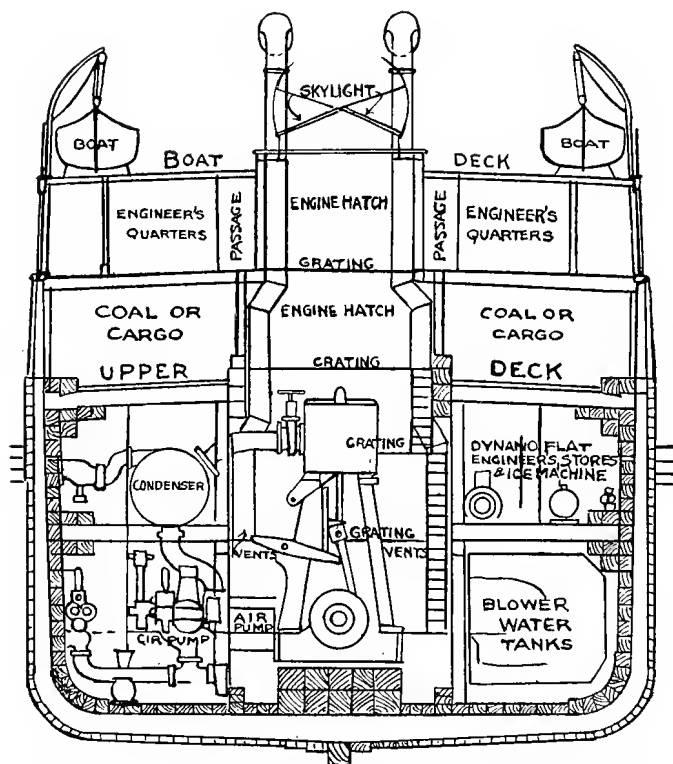 SKYLIGHT
BOAT
BOAT
BOAT DECK
ENGINEER'S
QUARTERS
PASSAGE
ENGINE HATCH
PASSAGE
ENGINEER'S
QUARTERS
GRATING
COAL OR
CARGO
ENGINE HATCH
COAL OR
CARGO
UPPER DECK
GRATING
CONDENSER
GRATING
DYNAMO FLAT
ENGINEERS, STORES
& ICE MACHINE
VENTS
GRATING
VENTS
CIR PUMP
AIR
PUMP
BLOWER
WATER
TANKS